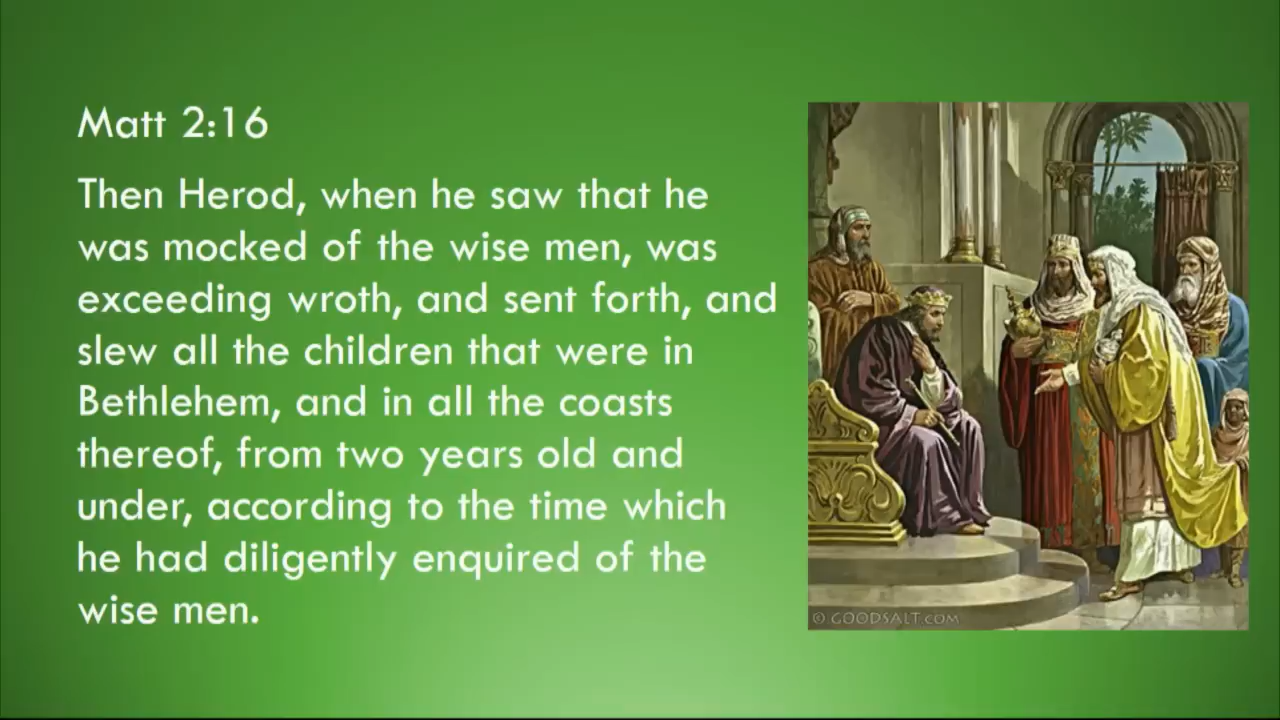 Matt 2:16
Then Herod, when he saw that he
was mocked of the wise men, was
exceeding wroth, and sent forth, and
slew all the children that were in
Bethlehem, and in all the coasts
thereof, from two years old and
under, according to the time which
he had diligently enquired of the
wise men.
© GOODSALT.COM